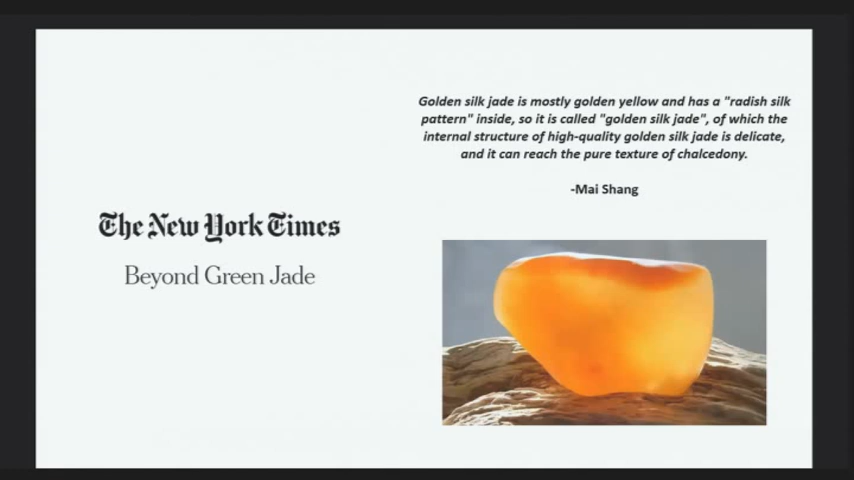 The New York Times
Beyond Green Jade
Golden silk jade is mostly golden yellow and has a "radish silk
pattern" inside, so it is called "golden silk jade", of which the
internal structure of high-quality golden silk jade is delicate,
and it can reach the pure texture of chalcedony.
-Mai Shang